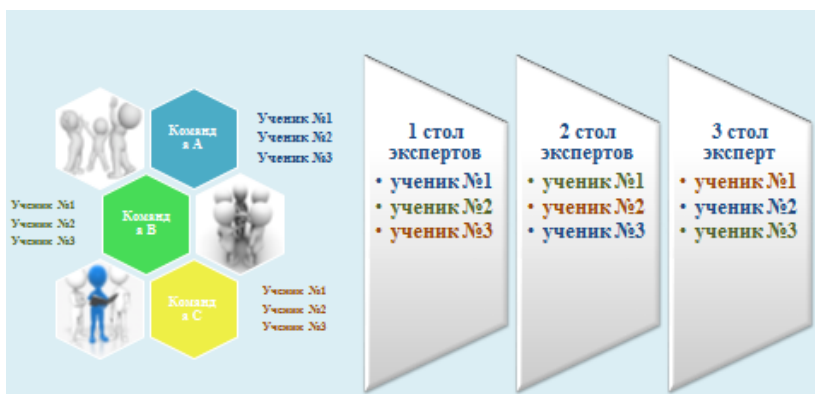 Команд
а А
Ученик №1
Ученик №2
Ученик №3
Ученик №1
Ученик №2
Ученик №3
Команд
а В
Команд
а С
Ученик №1
Ученик №2
Ученик №3
1 стол
экспертов
• ученик №1
• ученик №2
• ученик №3
2 стол
экспертов
• ученик №1
• ученик №2
• ученик №3
3 стол
эксперт
• ученик №1
• ученик №2
• ученик №3